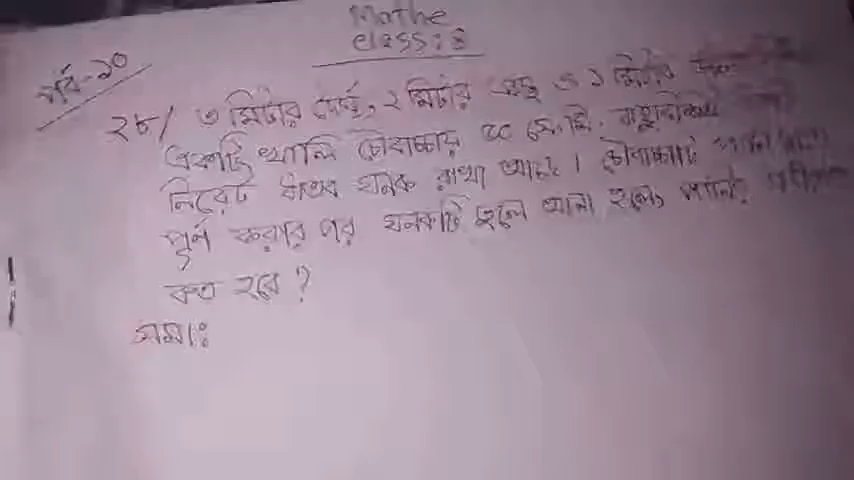 Mathe
class: 8
পর্ব-১০
২৮/ ৩ মিটার দৈর্ঘ্য, ২ মিটার প্রস্থ ও ১ মিটার
একটি খালি চৌবাচ্চায় ৫০ সে.মি. বাহুবিশিষ্ট
নিরেট ধাতব ঘনক রাখা আছে। চৌবাচ্চাটি পানি দ্বারা
পূর্ন করার পর ঘনকটি তুলে আনা হলে, পানির
কত হবে?
সমাঃ